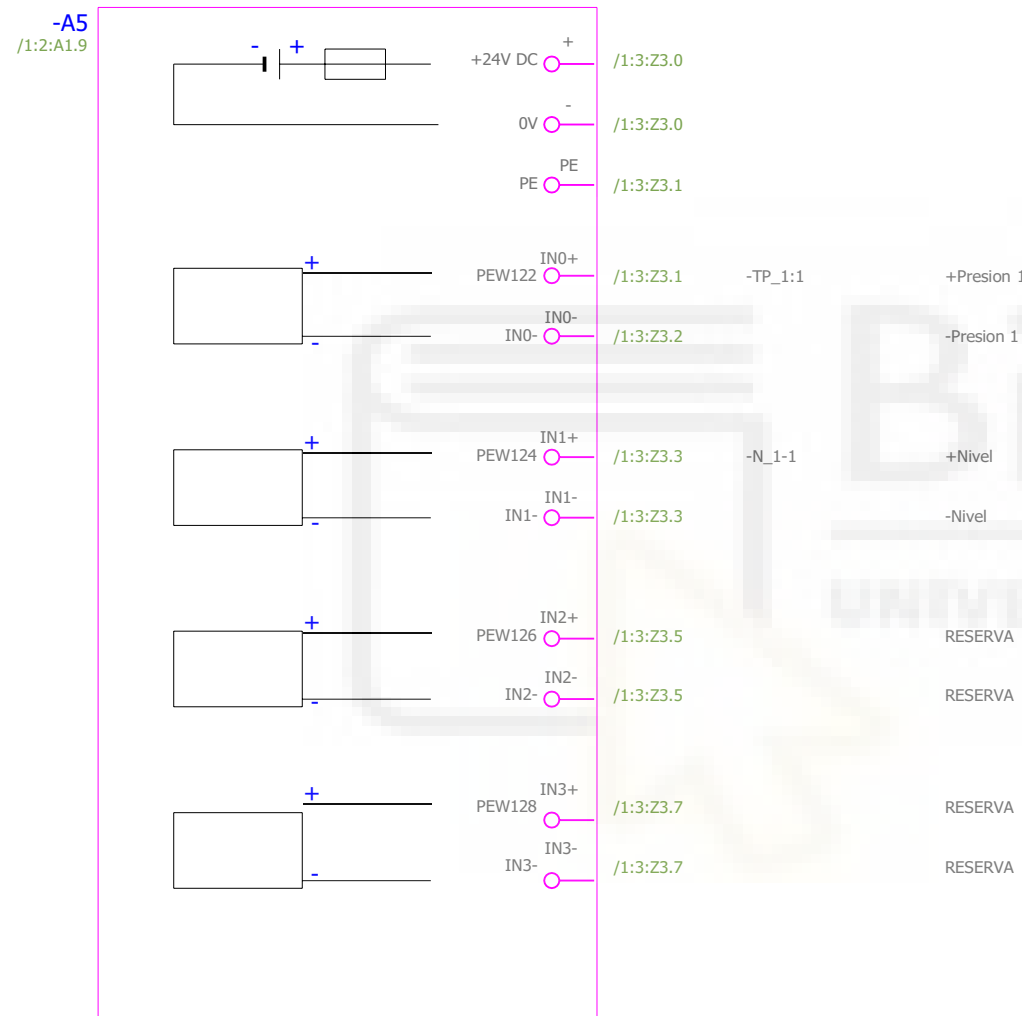 -A5
/1:2:A1.9
- +
+
+24V DC /1:3:Z3.0
-
0V /1:3:Z3.0
PE
PE /1:3:Z3.1
+ IN0+
PEW122 /1:3:Z3.1 -TP_1:1 +Presion 1
IN0-
- IN0- /1:3:Z3.2 -Presion 1
+ IN1+
PEW124 /1:3:Z3.3 -N_1-1 +Nivel
IN1-
- IN1- /1:3:Z3.3 -Nivel
+ IN2+
PEW126 /1:3:Z3.5 RESERVA
IN2-
- IN2- /1:3:Z3.5 RESERVA
+ IN3+
PEW128 /1:3:Z3.7 RESERVA
IN3-
- IN3- /1:3:Z3.7 RESERVA